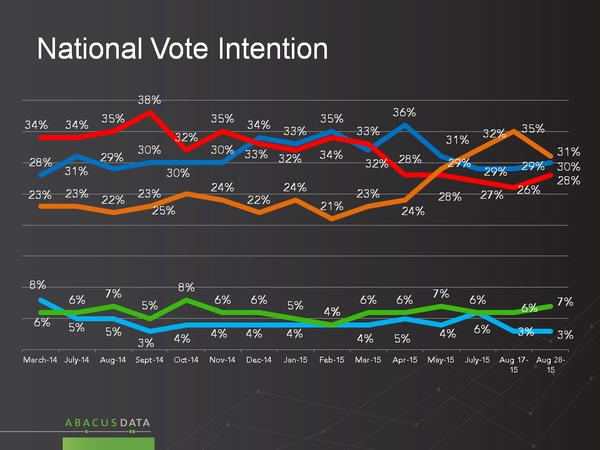 National Vote Intention
38%
34% 34% 35% 32% 35% 34% 33% 35% 33% 36% 31% 32% 35%
28% 31% 29% 30% 30% 30% 33% 32% 34% 32% 28% 29% 29% 29% 31%
30%
28%
23% 23% 22% 23% 25% 24% 22% 24% 21% 23% 24% 28% 27% 26%
8% 6% 7% 5% 8% 6% 6% 5% 4% 6% 6% 7% 6% 6% 7%
6% 5% 5% 3% 4% 4% 4% 4% 4% 5% 4% 6% 3% 3%
March-14 July-14 Aug-14 Sept-14 Oct-14 Nov-14 Dec-14 Jan-15 Feb-15 Mar-15 Apr-15 May-15 July-15 Aug 17-15 Aug 28-15
ABACUS DATA